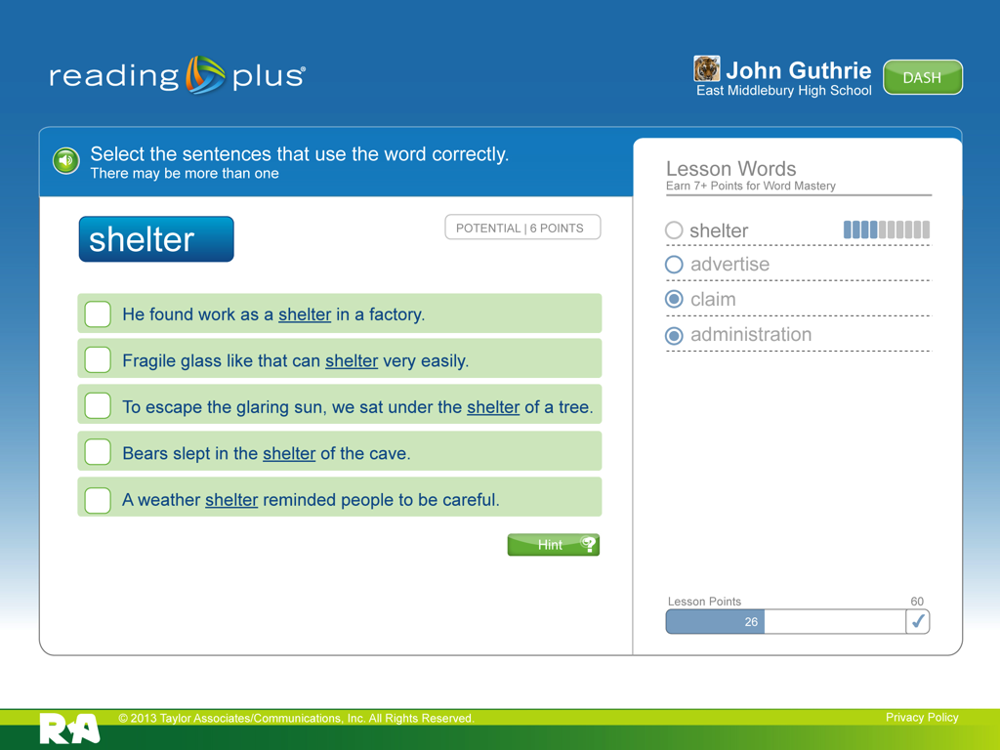 reading plus®
John Guthrie
East Middlebury High School
DASH
Select the sentences that use the word correctly.
There may be more than one
shelter
POTENTIAL | 6 POINTS
He found work as a shelter in a factory.
Fragile glass like that can shelter very easily.
To escape the glaring sun, we sat under the shelter of a tree.
Bears slept in the shelter of the cave.
A weather shelter reminded people to be careful.
Hint ?
Lesson Words
Earn 7+ Points for Word Mastery
shelter
advertise
claim
administration
Lesson Points 60
26
RA
© 2013 Taylor Associates/Communications, Inc. All Rights Reserved.
Privacy Policy